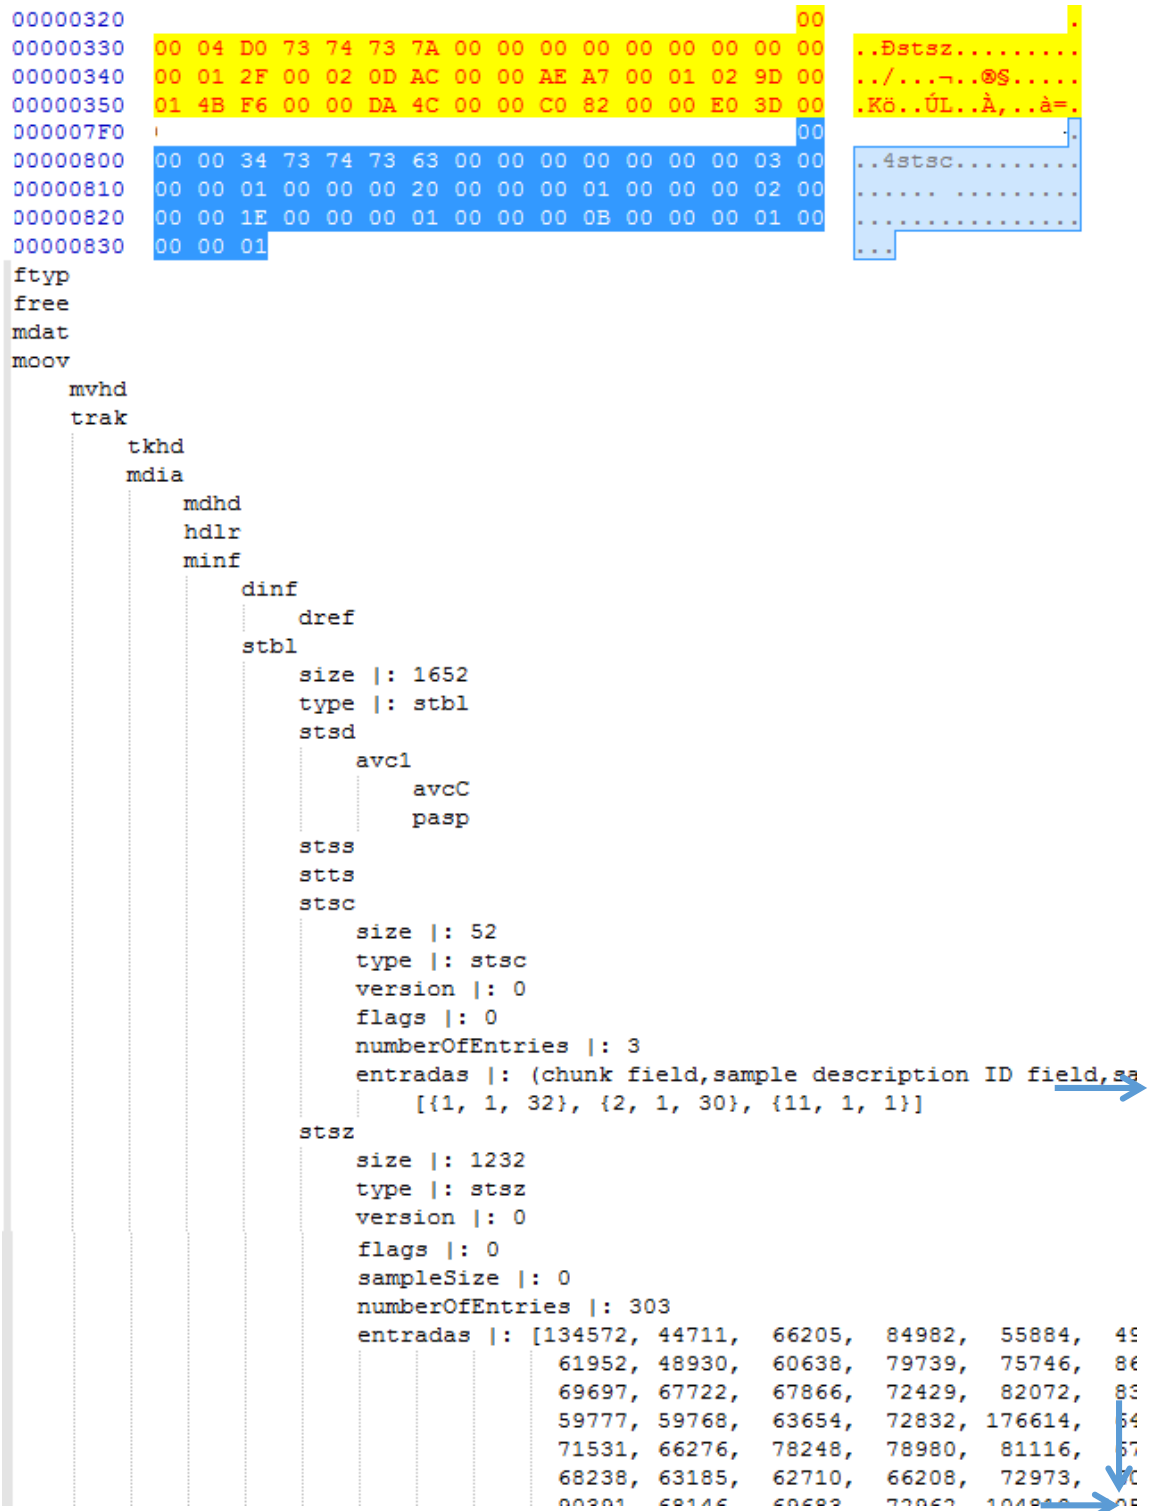 00000320 00 .
00000330 00 04 D0 73 74 73 7A 00 00 00 00 00 00 00 00 00 ..Ðstsz.........
00000340 00 01 2F 00 02 0D AC 00 00 AE A7 00 01 02 9D 00 ../...¬..®§.....
00000350 01 4B F6 00 00 DA 4C 00 00 C0 82 00 00 E0 3D 00 .Kö..ÚL..À,..à=.
000007F0 00 .
00000800 00 00 34 73 74 73 63 00 00 00 00 00 00 00 03 00 ..4stsc.........
00000810 00 00 01 00 00 00 20 00 00 00 01 00 00 00 02 00 ...... .........
00000820 00 00 1E 00 00 00 01 00 00 00 0B 00 00 00 01 00 ................
00000830 00 00 01 ...
ftyp
free
mdat
moov
mvhd
trak
tkhd
mdia
mdhd
hdlr
minf
dinf
dref
stbl
size |: 1652
type |: stbl
stsd
avc1
avcC
pasp
stss
stts
stsc
size |: 52
type |: stsc
version |: 0
flags |: 0
numberOfEntries |: 3
entradas |: (chunk field,sample description ID field,sa
[{1, 1, 32}, {2, 1, 30}, {11, 1, 1}]
stsz
size |: 1232
type |: stsz
version |: 0
flags |: 0
sampleSize |: 0
numberOfEntries |: 303
entradas |: [134572, 44711, 66205, 84982, 55884, 49
61952, 48930, 60638, 79739, 75746, 86
69697, 67722, 67866, 72429, 82072, 83
59777, 59768, 63654, 72832, 176614, 54
71531, 66276, 78248, 78980, 81116, 57
68238, 63185, 62710, 66208, 72973,
90391, 68146, 69683, 72962,